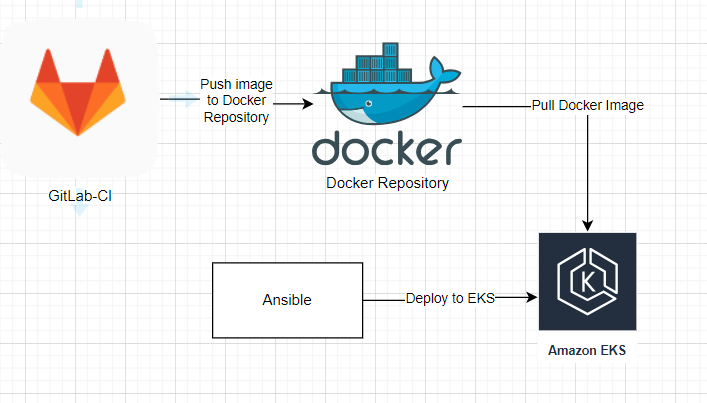 Push image
to Docker
Repository
Pull Docker Image
docker
Docker Repository
GitLab-CI
Ansible
Deploy to EKS
K
Amazon EKS